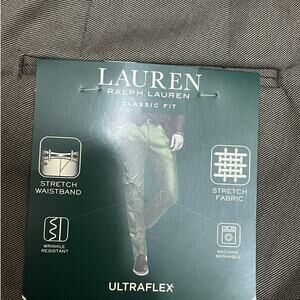 LAUREN
RALPH LAUREN
CLASSIC FIT
STRETCH
WAISTBAND
STRETCH
FABRIC
WRINKLE
RESISTANT
MACHINE
WASHABLE
ULTRAFLEX